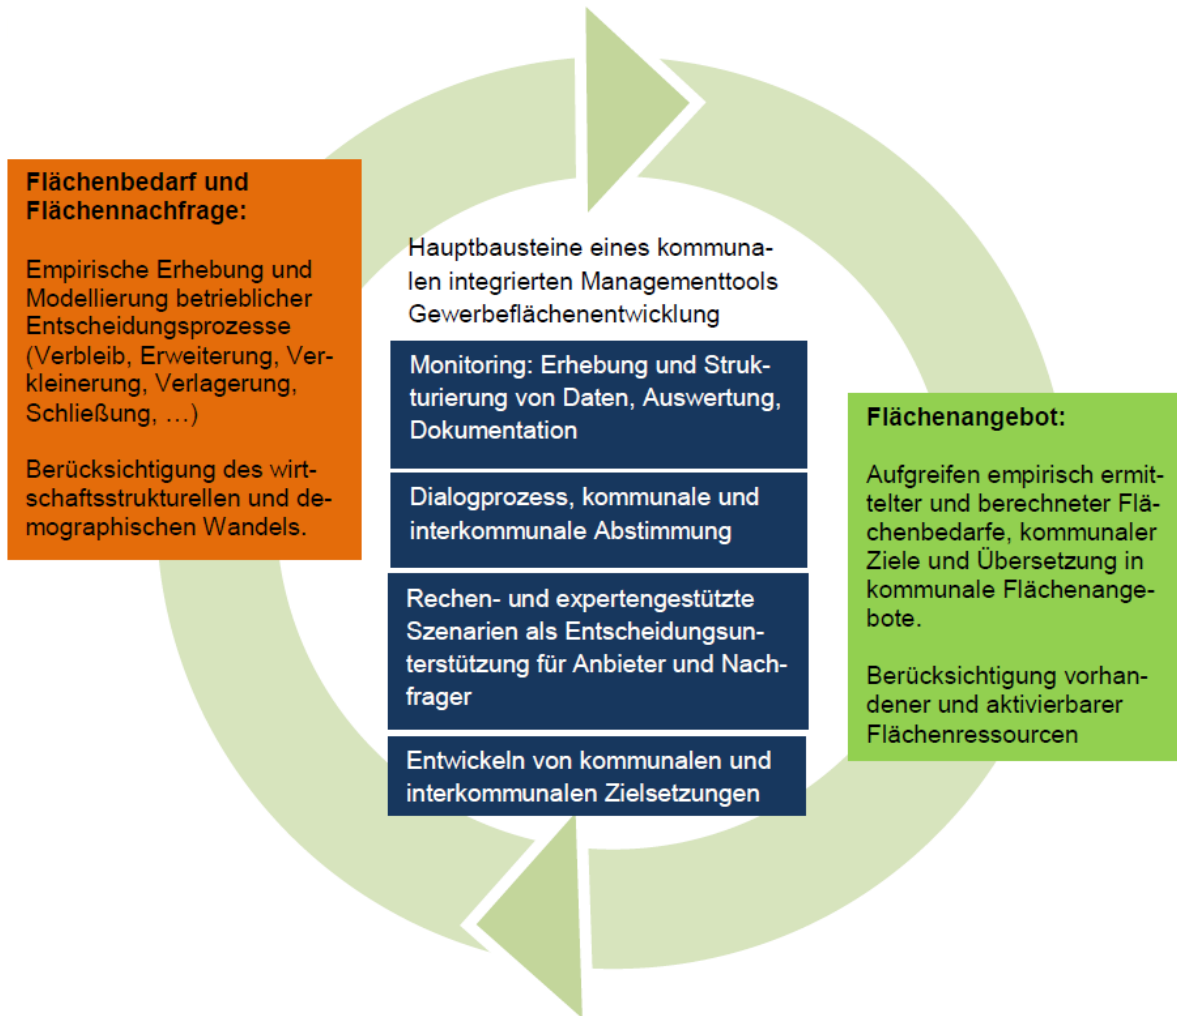 Flächenbedarf und
Flächennachfrage:
Empirische Erhebung und
Modellierung betrieblicher
Entscheidungsprozesse
(Verbleib, Erweiterung, Ver-
kleinerung, Verlagerung,
Schließung, …)
Berücksichtigung des wirt-
schaftsstrukturellen und de-
mographischen Wandels.
Hauptbausteine eines kommuna-
len integrierten Managementtools
Gewerbeflächenentwicklung
Monitoring: Erhebung und Struk-
turierung von Daten, Auswertung,
Dokumentation
Dialogprozess, kommunale und
interkommunale Abstimmung
Rechen- und expertengestützte
Szenarien als Entscheidungsun-
terstützung für Anbieter und Nach-
frager
Entwickeln von kommunalen und
interkommunalen Zielsetzungen
Flächenangebot:
Aufgreifen empirisch ermit-
telter und berechneter Flä-
chenbedarfe, kommunaler
Ziele und Übersetzung in
kommunale Flächenange-
bote.
Berücksichtigung vorhan-
dener und aktivierbarer
Flächenressourcen